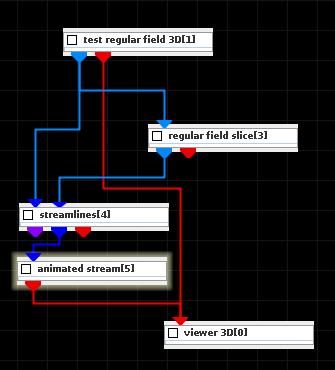 test regular field 3D[1]
regular field slice[3]
streamlines[4]
animated stream[5]
viewer 3D[0]